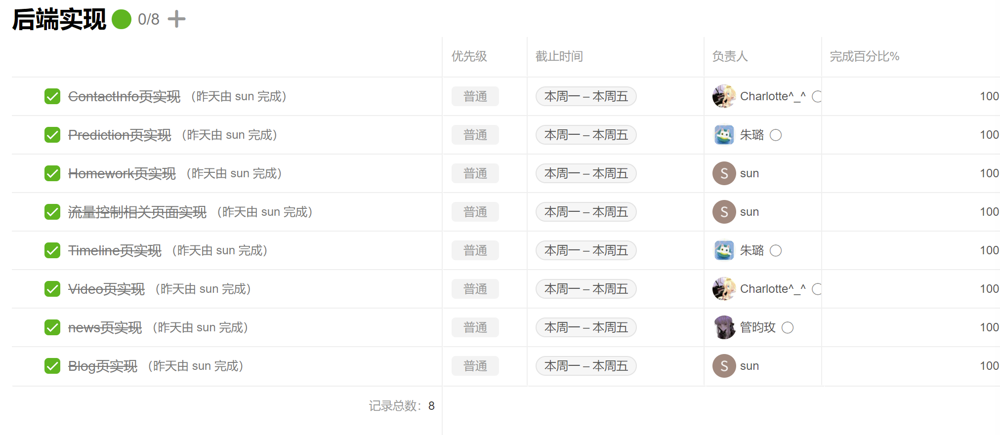 后端实现 0/8
优先级 截止时间 负责人 完成百分比%
ContactInfo页实现 （昨天由 sun 完成） 普通 本周一 – 本周五 Charlotte^_^ 100
Prediction页实现 （昨天由 sun 完成） 普通 本周一 – 本周五 朱璐 100
Homework页实现 （昨天由 sun 完成） 普通 本周一 – 本周五 S sun 100
流量控制相关页面实现 （昨天由 sun 完成） 普通 本周一 – 本周五 S sun 100
Timeline页实现 （昨天由 sun 完成） 普通 本周一 – 本周五 朱璐 100
Video页实现 （昨天由 sun 完成） 普通 本周一 – 本周五 Charlotte^_^ 100
news页实现 （昨天由 sun 完成） 普通 本周一 – 本周五 管昀玫 100
Blog页实现 （昨天由 sun 完成） 普通 本周一 – 本周五 S sun 100
记录总数：8